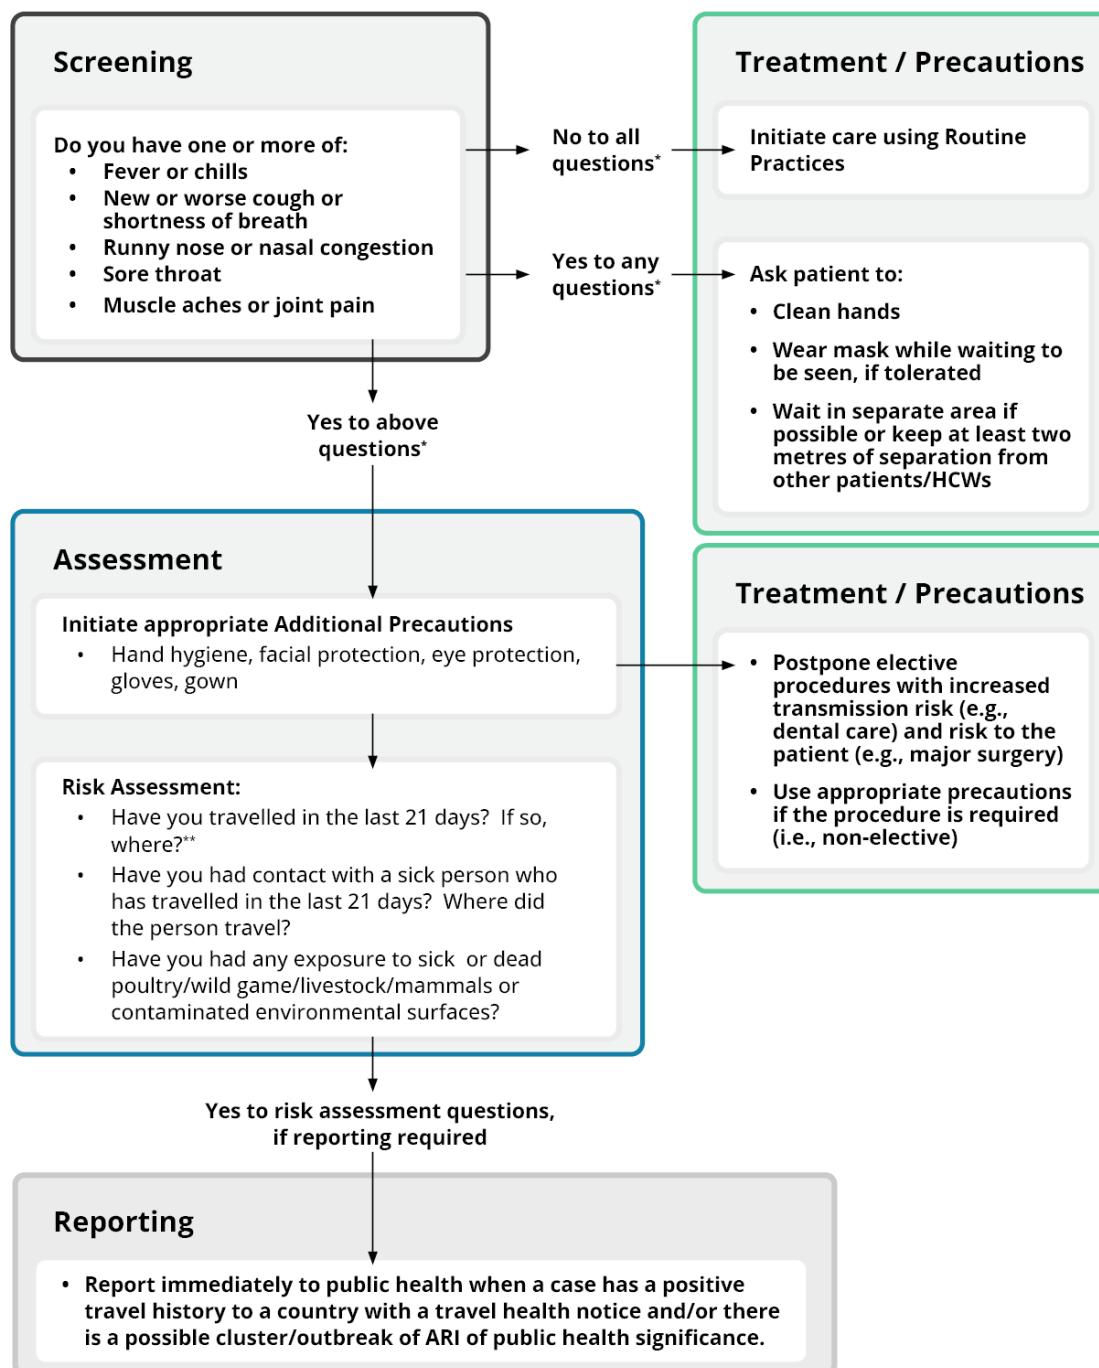 Screening
Do you have one or more of:
• Fever or chills
• New or worse cough or
shortness of breath
• Runny nose or nasal congestion
• Sore throat
• Muscle aches or joint pain
No to all
questions*
Yes to any
questions*
Treatment / Precautions
Initiate care using Routine
Practices
Ask patient to:
• Clean hands
• Wear mask while waiting to
be seen, if tolerated
• Wait in separate area if
possible or keep at least two
metres of separation from
other patients/HCWs
Yes to above
questions*
Assessment
Initiate appropriate Additional Precautions
• Hand hygiene, facial protection, eye protection,
gloves, gown
Risk Assessment:
• Have you travelled in the last 21 days? If so,
where?**
• Have you had contact with a sick person who
has travelled in the last 21 days? Where did
the person travel?
• Have you had any exposure to sick or dead
poultry/wild game/livestock/mammals or
contaminated environmental surfaces?
Treatment / Precautions
• Postpone elective
procedures with increased
transmission risk (e.g.,
dental care) and risk to the
patient (e.g., major surgery)
• Use appropriate precautions
if the procedure is required
(i.e., non-elective)
Yes to risk assessment questions,
if reporting required
Reporting
• Report immediately to public health when a case has a positive
travel history to a country with a travel health notice and/or there
is a possible cluster/outbreak of ARI of public health significance.